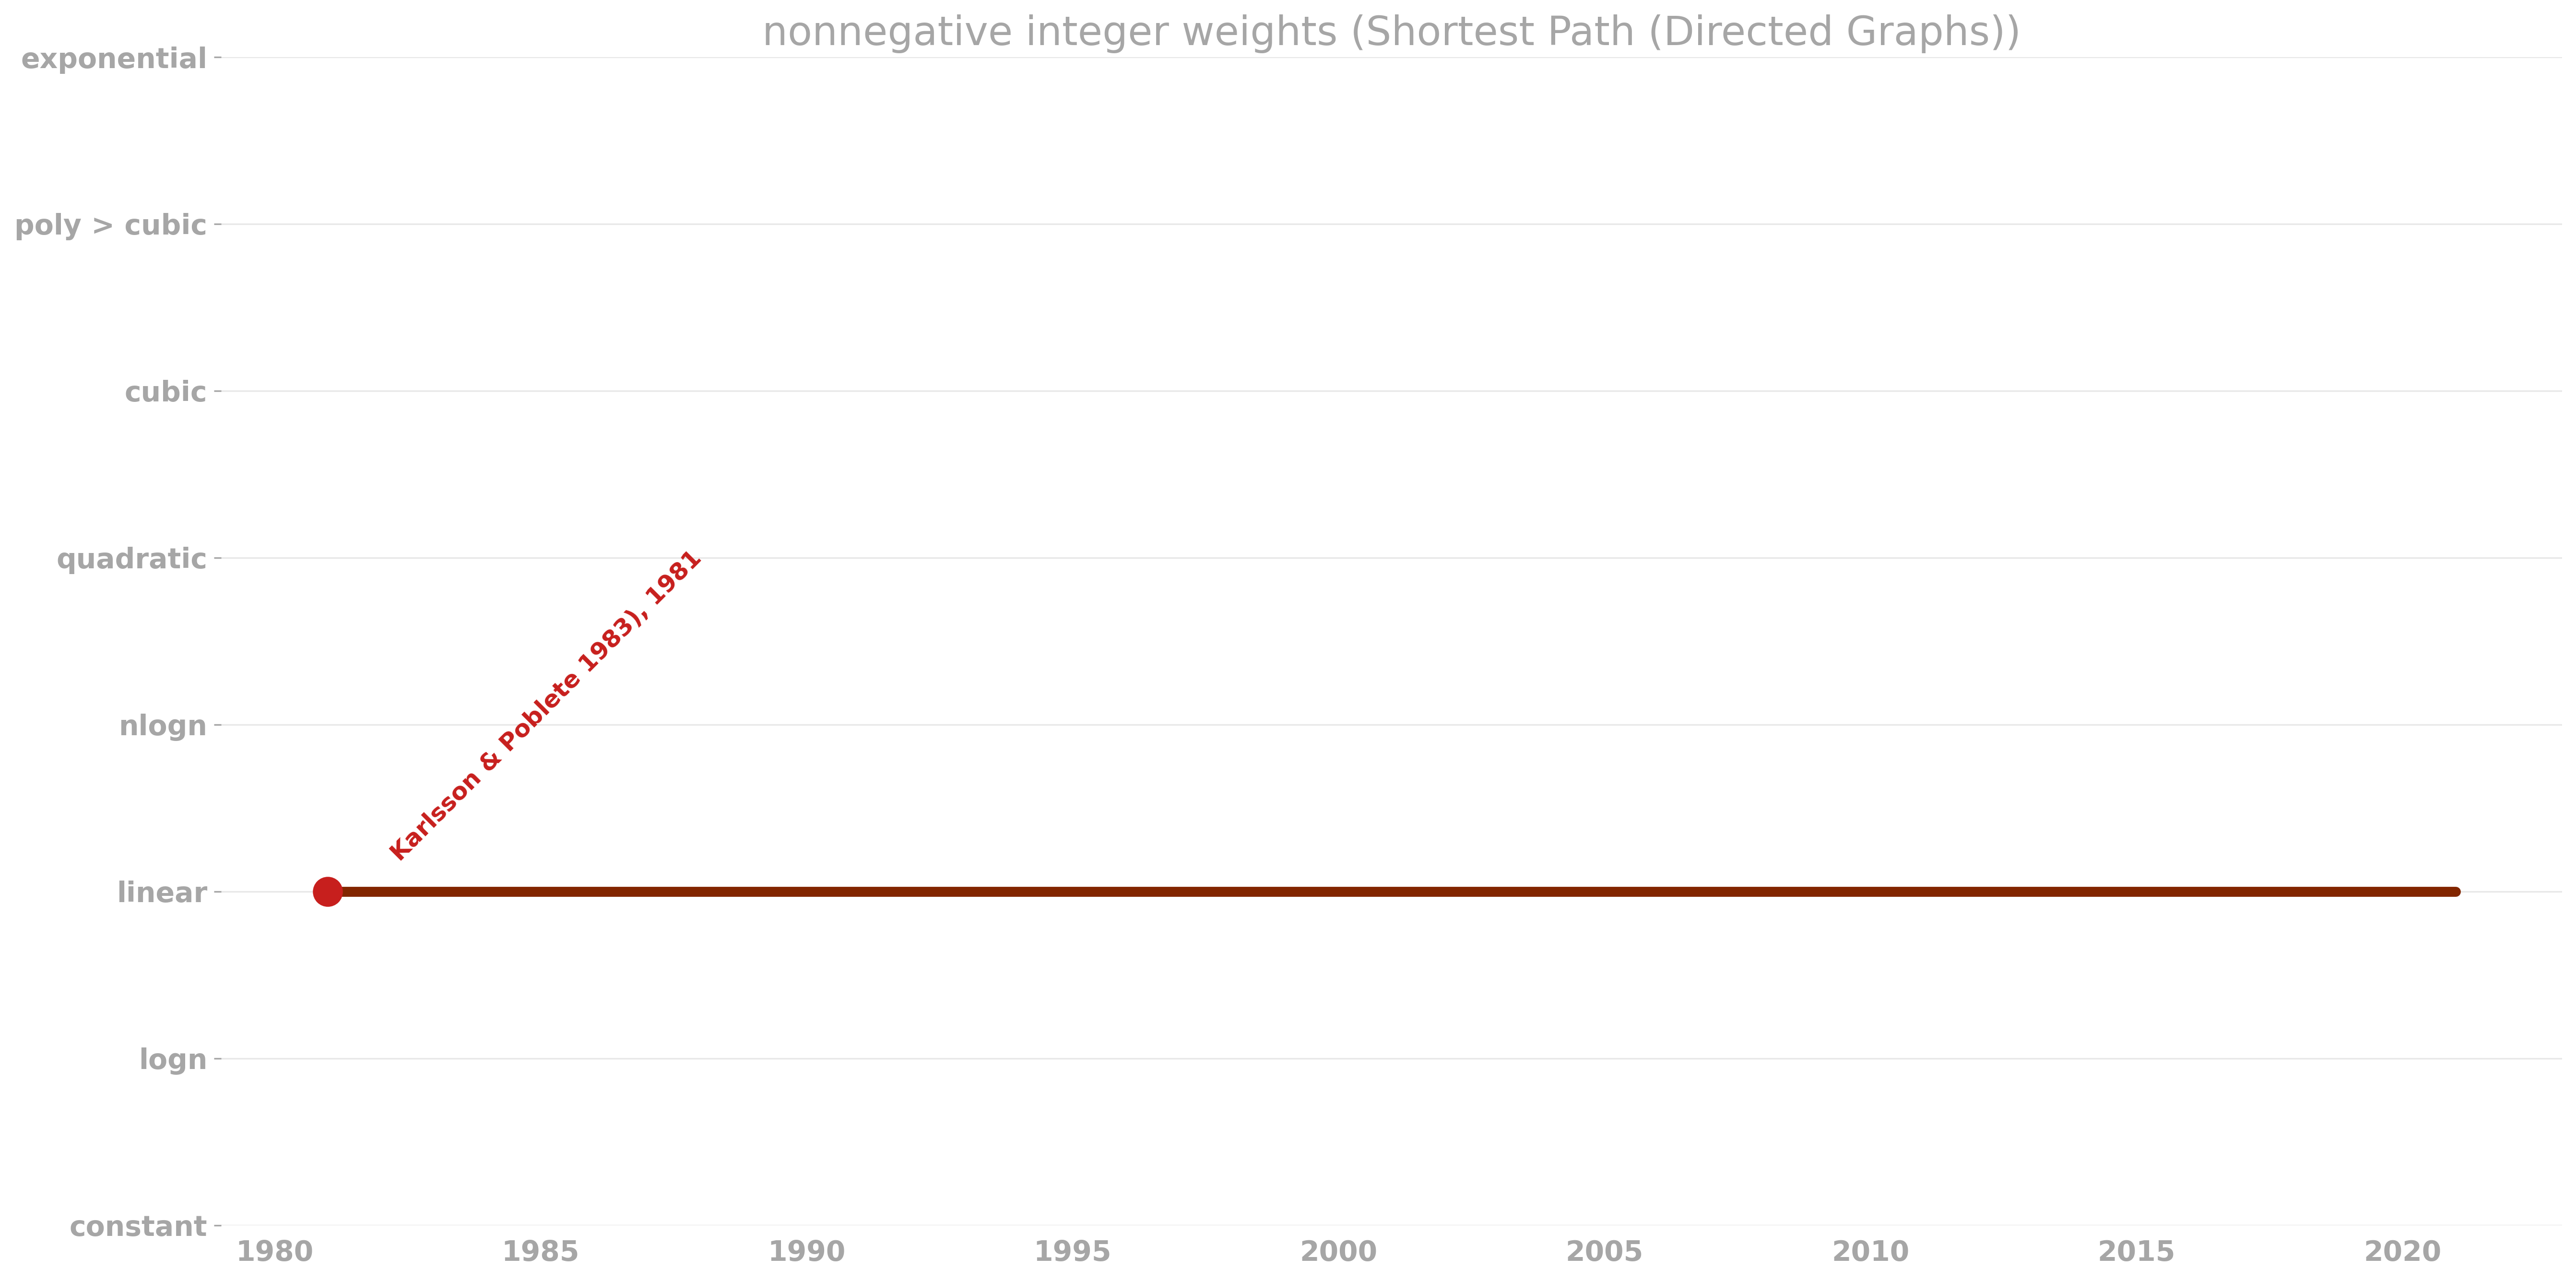 nonnegative integer weights (Shortest Path (Directed Graphs))
exponential
poly > cubic
cubic
quadratic
nlogn
linear
logn
constant
Karlsson & Poblete 1983), 1981
1980 1985 1990 1995 2000 2005 2010 2015 2020